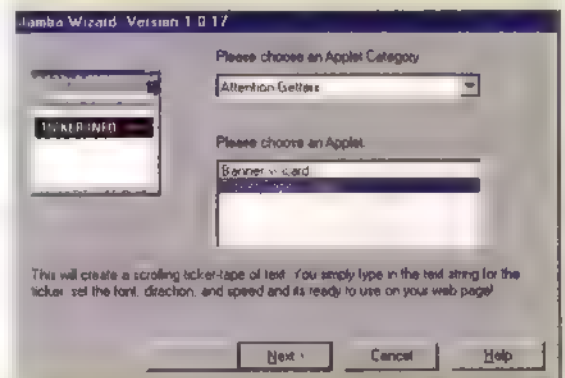 Jamba Wizard Version 1.0.17
Please choose an Applet Category
Attention Getters
TICKER INFO
Please choose an Applet
Banner Wizard
This will create a scrolling ticker-tape of text. You simply type in the text string for the
ticker, set the font, direction, and speed and its ready to use on your web page!
Next >
Cancel
Help